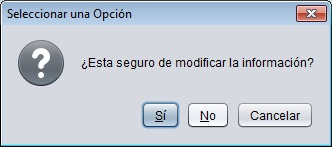 Seleccionar una Opción
¿Esta seguro de modificar la información?
Sí
No
Cancelar